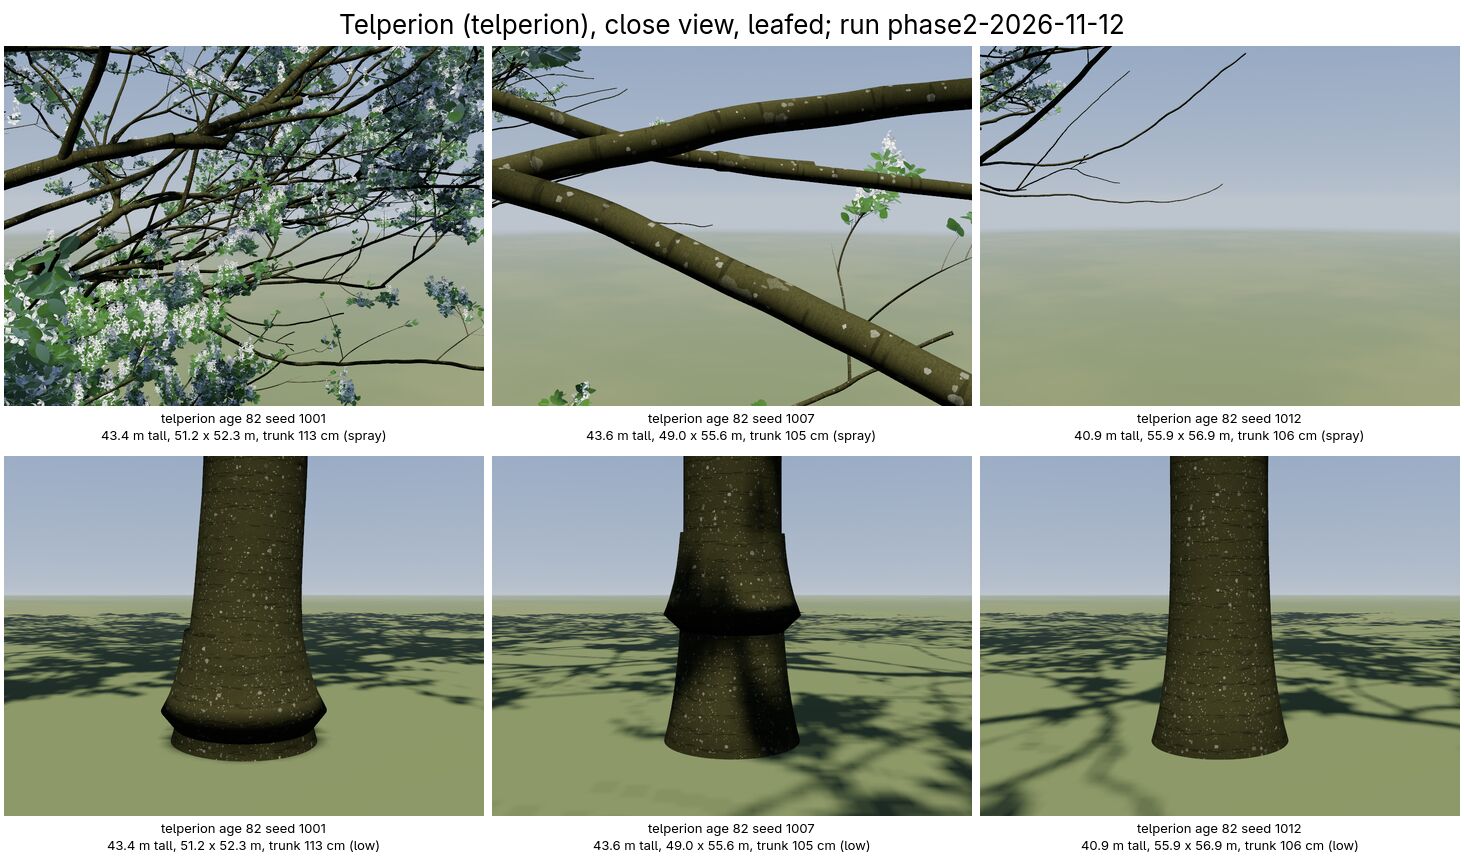 Telperion (telperion), close view, leafed; run phase2-2026-11-12
telperion age 82 seed 1001
43.4 m tall, 51.2 x 52.3 m, trunk 113 cm (spray)
telperion age 82 seed 1007
43.6 m tall, 49.0 x 55.6 m, trunk 105 cm (spray)
telperion age 82 seed 1012
40.9 m tall, 55.9 x 56.9 m, trunk 106 cm (spray)
telperion age 82 seed 1001
43.4 m tall, 51.2 x 52.3 m, trunk 113 cm (low)
telperion age 82 seed 1007
43.6 m tall, 49.0 x 55.6 m, trunk 105 cm (low)
telperion age 82 seed 1012
40.9 m tall, 55.9 x 56.9 m, trunk 106 cm (low)